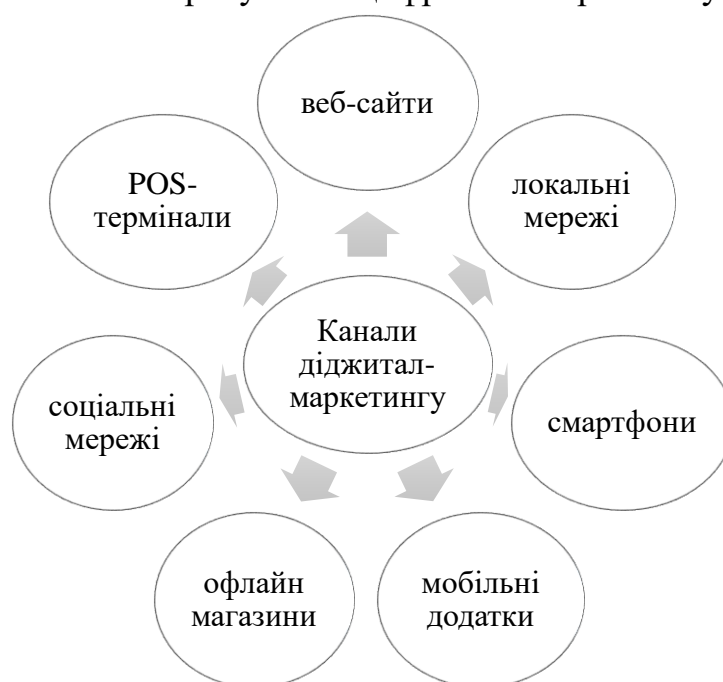 веб-сайти
POS-
термінали
локальні
мережі
Канали
діджитал-
маркетингу
соціальні
мережі
смартфони
офлайн
магазини
мобільні
додатки